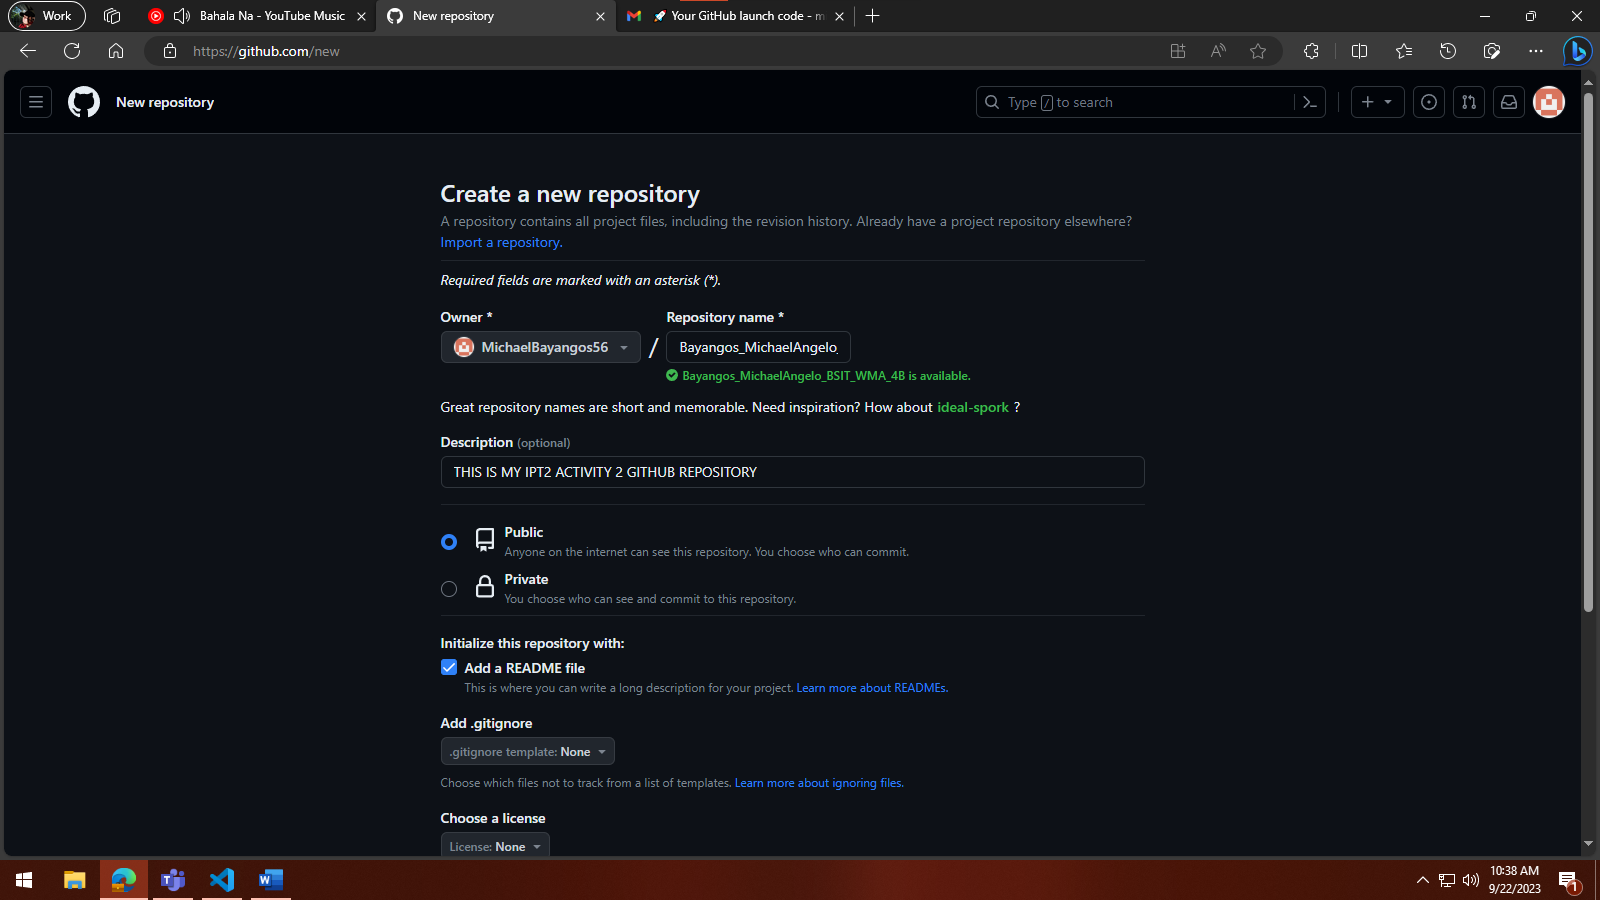 Work
Bahala Na - YouTube Music
New repository
Your GitHub launch code - m
https://github.com/new
New repository
Type / to search
Create a new repository
A repository contains all project files, including the revision history. Already have a project repository elsewhere?
Import a repository.
Required fields are marked with an asterisk (*).
Owner *
Repository name *
MichaelBayangos56
/
Bayangos_MichaelAngelo_
Bayangos_MichaelAngelo_BSIT_WMA_4B is available.
Great repository names are short and memorable. Need inspiration? How about ideal-spork ?
Description (optional)
THIS IS MY IPT2 ACTIVITY 2 GITHUB REPOSITORY
Public
Anyone on the internet can see this repository. You choose who can commit.
Private
You choose who can see and commit to this repository.
Initialize this repository with:
Add a README file
This is where you can write a long description for your project. Learn more about READMEs.
Add .gitignore
.gitignore template: None
Choose which files not to track from a list of templates. Learn more about ignoring files.
Choose a license
License: None
10:38 AM
9/22/2023
1